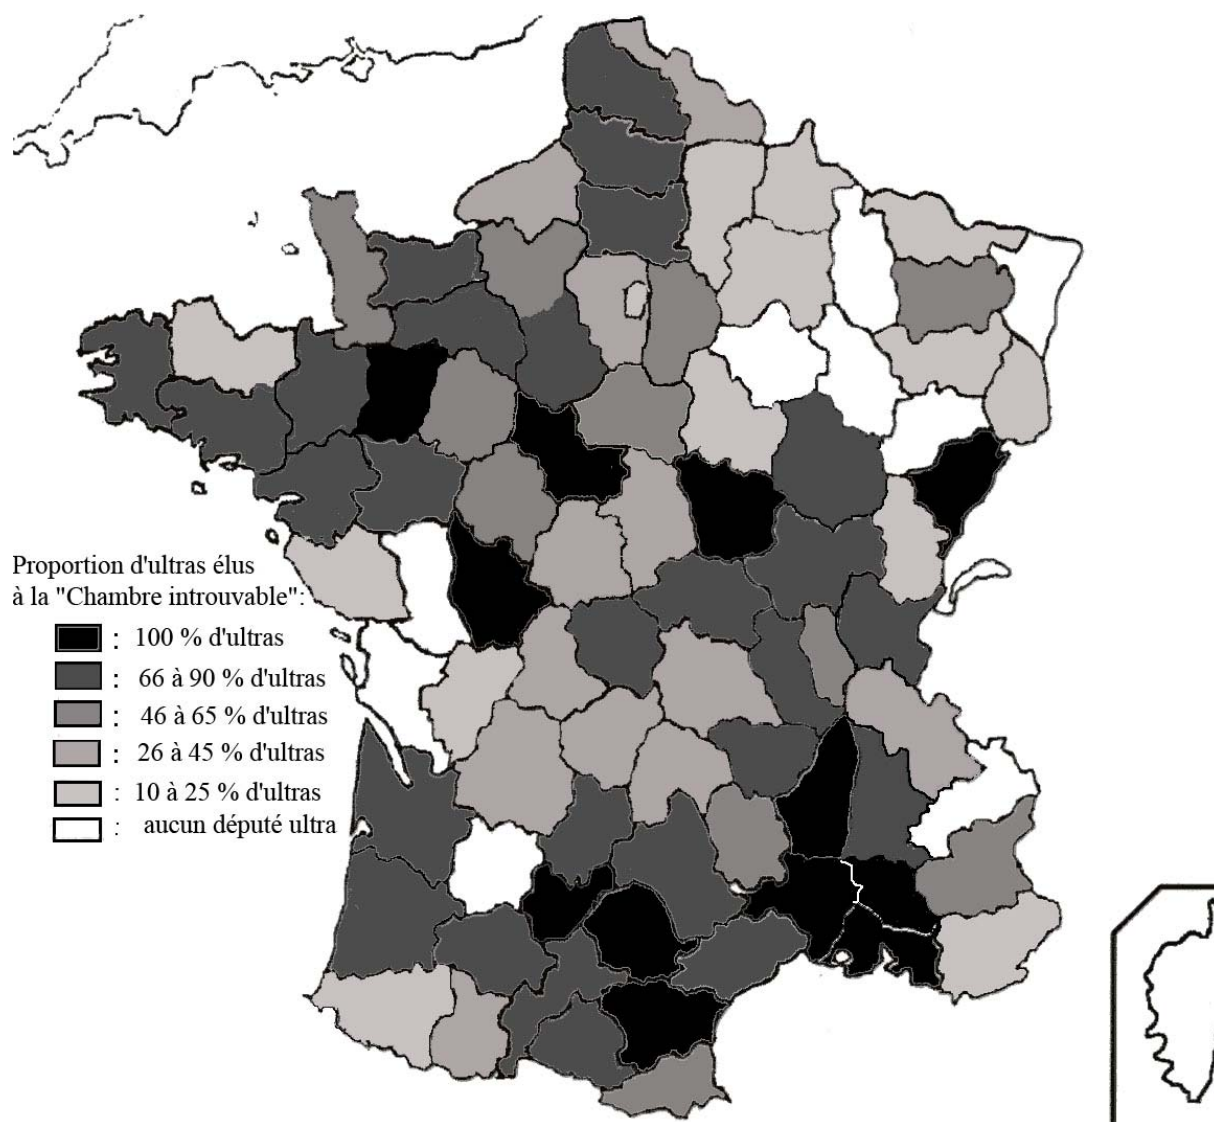 Proportion d'ultras élus
à la "Chambre introuvable":
: 100 % d'ultras
: 66 à 90 % d'ultras
: 46 à 65 % d'ultras
: 26 à 45 % d'ultras
: 10 à 25 % d'ultras
: aucun député ultra